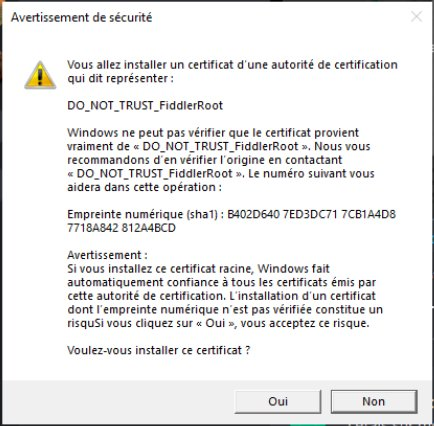 Avertissement de sécurité
Vous allez installer un certificat d'une autorité de certification
qui dit représenter :
DO_NOT_TRUST_FiddlerRoot
Windows ne peut pas vérifier que le certificat provient
vraiment de « DO_NOT_TRUST_FiddlerRoot ». Nous vous
recommandons d'en vérifier l'origine en contactant
« DO_NOT_TRUST_FiddlerRoot ». Le numéro suivant vous
aidera dans cette opération :
Empreinte numérique (sha1) : B402D640 7ED3DC71 7CB1A4D8
7718A842 812A4BCD
Avertissement :
Si vous installez ce certificat racine, Windows fait
automatiquement confiance à tous les certificats émis par
cette autorité de certification. L'installation d'un certificat
dont l'empreinte numérique n'est pas vérifiée constitue un
risquSi vous cliquez sur « Oui », vous acceptez ce risque.
Voulez-vous installer ce certificat ?
Oui
Non